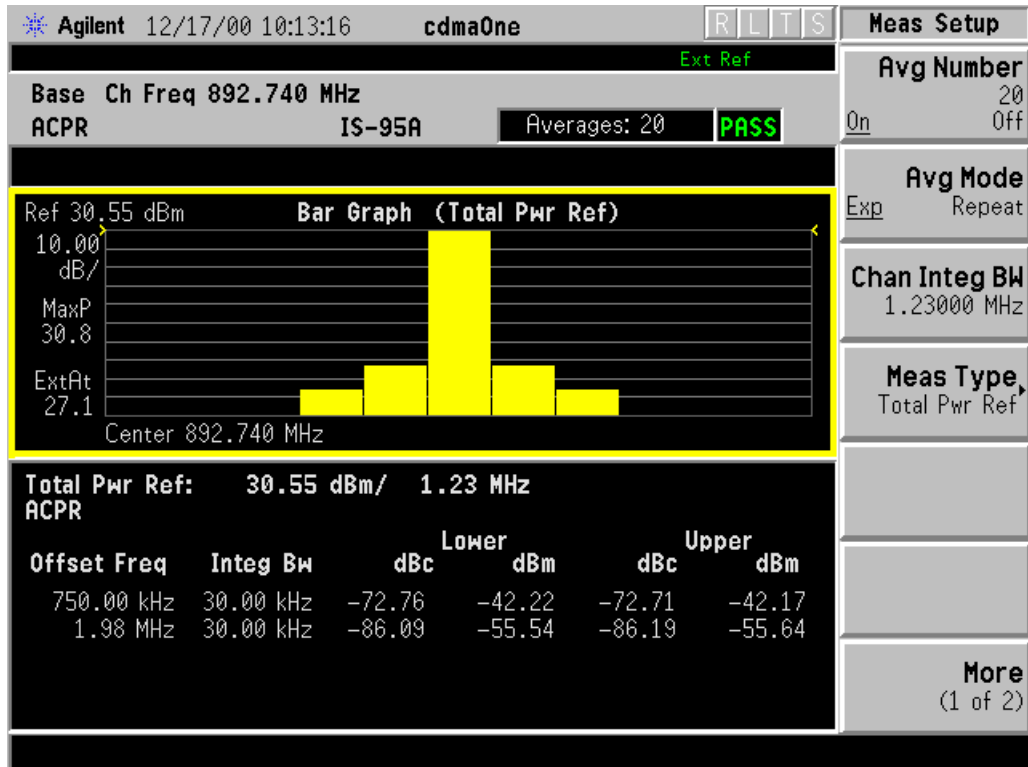 Agilent 12/17/00 10:13:16 cdmaOne R L T S
Ext Ref
Base Ch Freq 892.740 MHz
ACPR IS-95A Averages: 20 PASS
Ref 30.55 dBm Bar Graph (Total Pwr Ref)
10.00
dB/
MaxP
30.8
ExtAt
27.1
Center 892.740 MHz
Total Pwr Ref: 30.55 dBm/ 1.23 MHz
ACPR
Lower Upper
Offset Freq Integ Bw dBc dBm dBc dBm
750.00 kHz 30.00 kHz -72.76 -42.22 -72.71 -42.17
1.98 MHz 30.00 kHz -86.09 -55.54 -86.19 -55.64
Meas Setup
Avg Number
20
On Off
Avg Mode
Exp Repeat
Chan Integ BW
1.23000 MHz
Meas Type
Total Pwr Ref
More
(1 of 2)